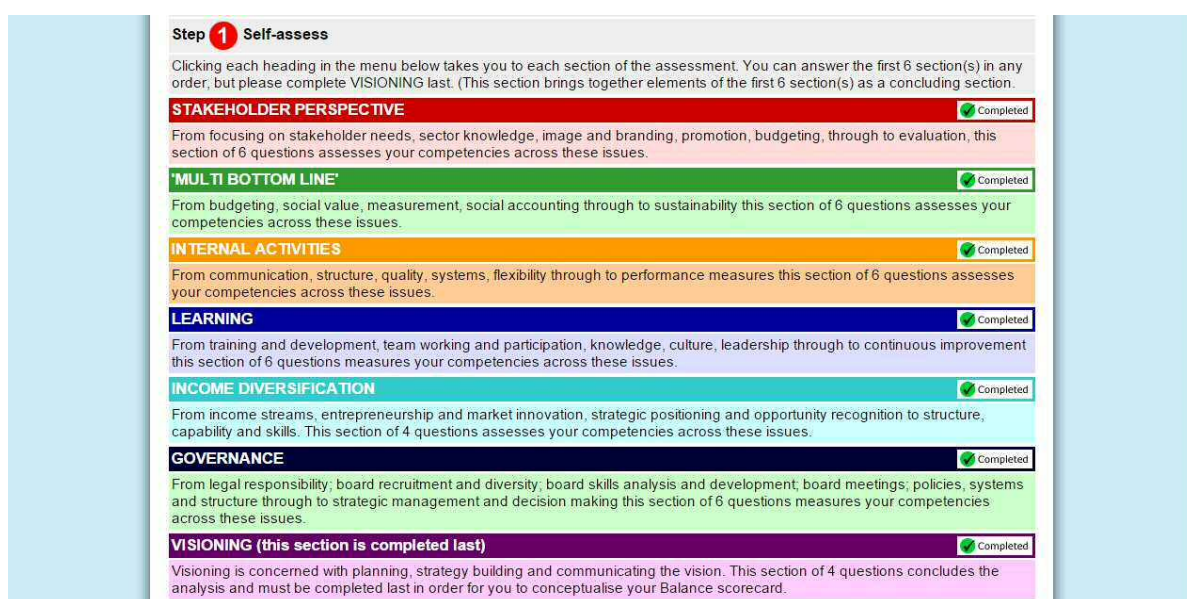 Step 1 Self-assess
Clicking each heading in the menu below takes you to each section of the assessment. You can answer the first 6 section(s) in any
order, but please complete VISIONING last. (This section brings together elements of the first 6 section(s) as a concluding section.
STAKEHOLDER PERSPECTIVE Completed
From focusing on stakeholder needs, sector knowledge, image and branding, promotion, budgeting, through to evaluation, this
section of 6 questions assesses your competencies across these issues.
'MULTI BOTTOM LINE' Completed
From budgeting, social value, measurement, social accounting through to sustainability this section of 6 questions assesses your
competencies across these issues.
INTERNAL ACTIVITIES Completed
From communication, structure, quality, systems, flexibility through to performance measures this section of 6 questions assesses
your competencies across these issues.
LEARNING Completed
From training and development, team working and participation, knowledge, culture, leadership through to continuous improvement
this section of 6 questions measures your competencies across these issues.
INCOME DIVERSIFICATION Completed
From income streams, entrepreneurship and market innovation, strategic positioning and opportunity recognition to structure,
capability and skills. This section of 4 questions assesses your competencies across these issues.
GOVERNANCE Completed
From legal responsibility; board recruitment and diversity; board skills analysis and development; board meetings; policies, systems
and structure through to strategic management and decision making this section of 6 questions measures your competencies
across these issues.
VISIONING (this section is completed last) Completed
Visioning is concerned with planning, strategy building and communicating the vision. This section of 4 questions concludes the
analysis and must be completed last in order for you to conceptualise your Balance scorecard.